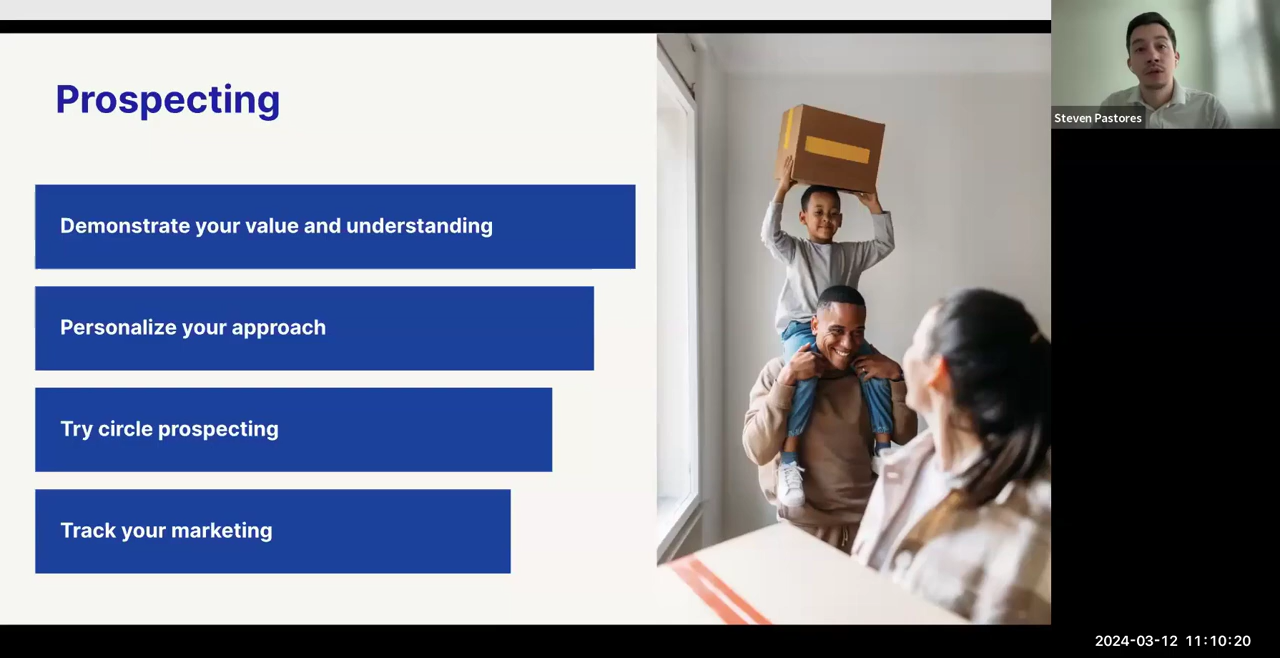 Prospecting
Demonstrate your value and understanding
Personalize your approach
Try circle prospecting
Track your marketing
Steven Pastores
2024-03-12 11:10:20